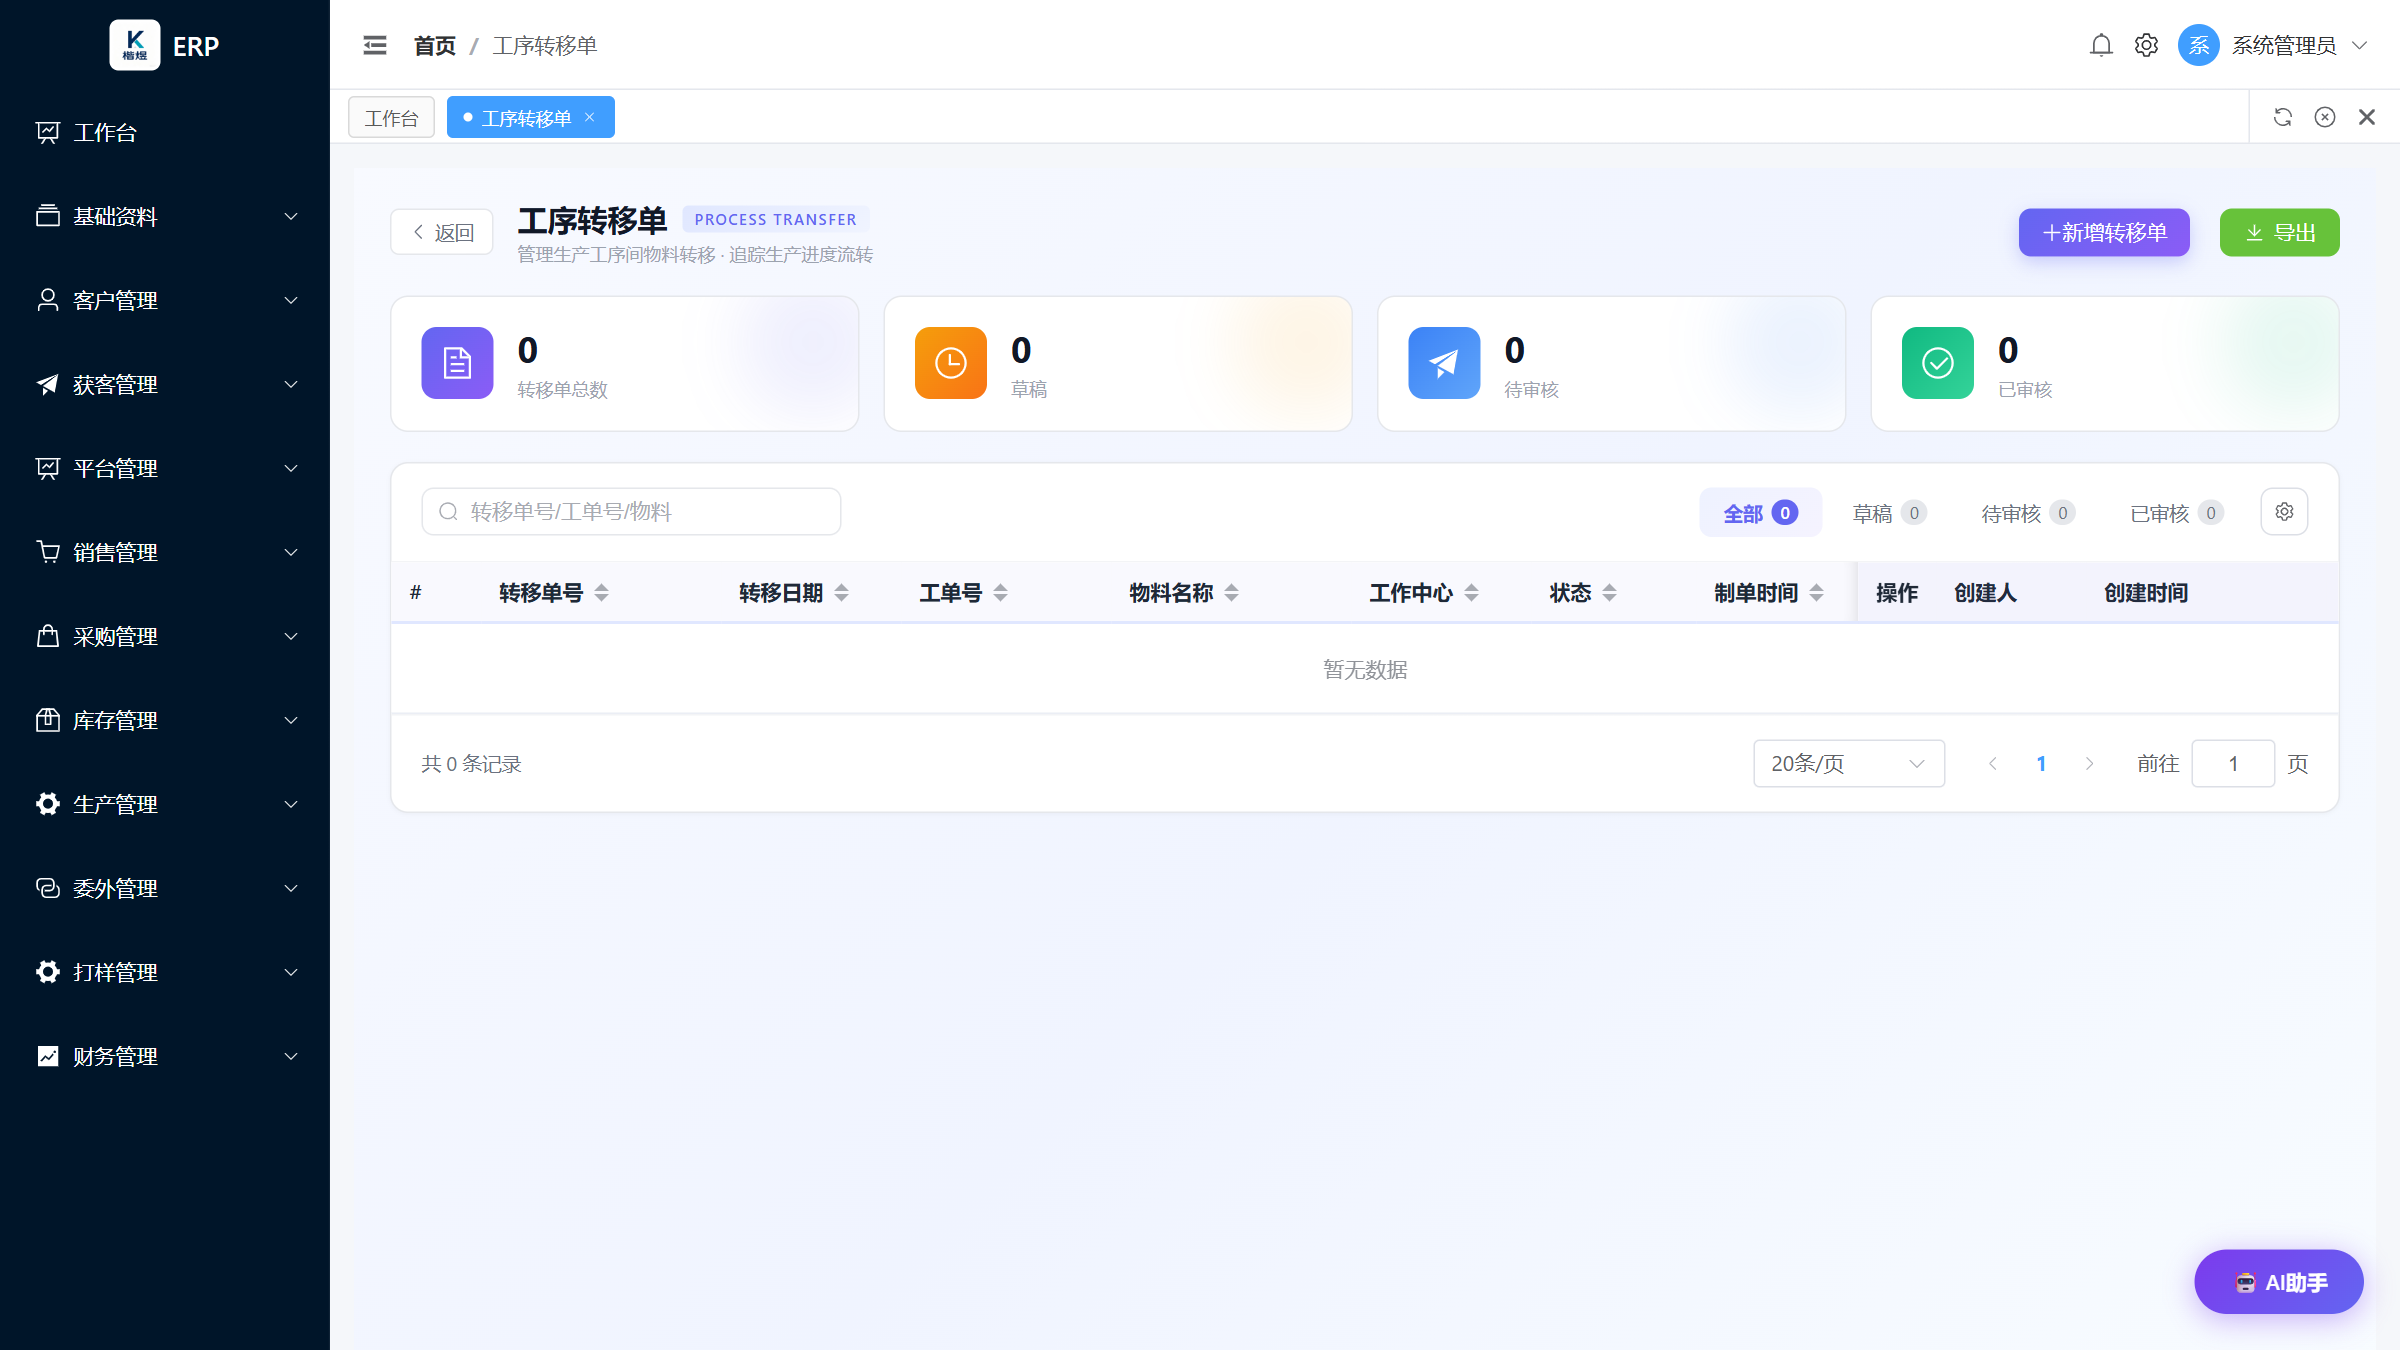 K
楷煜
ERP
首页 / 工序转移单
系 系统管理员
工作台
工序转移单
工作台
基础资料
客户管理
获客管理
平台管理
销售管理
采购管理
库存管理
生产管理
委外管理
打样管理
财务管理
返回
工序转移单 PROCESS TRANSFER
管理生产工序间物料转移 · 追踪生产进度流转
新增转移单
导出
0
转移单总数
0
草稿
0
待审核
0
已审核
转移单号/工单号/物料
全部 0 草稿 0 待审核 0 已审核 0
# 转移单号 转移日期 工单号 物料名称 工作中心 状态 制单时间 操作 创建人 创建时间
暂无数据
共 0 条记录
20条/页 1 前往 1 页
AI助手